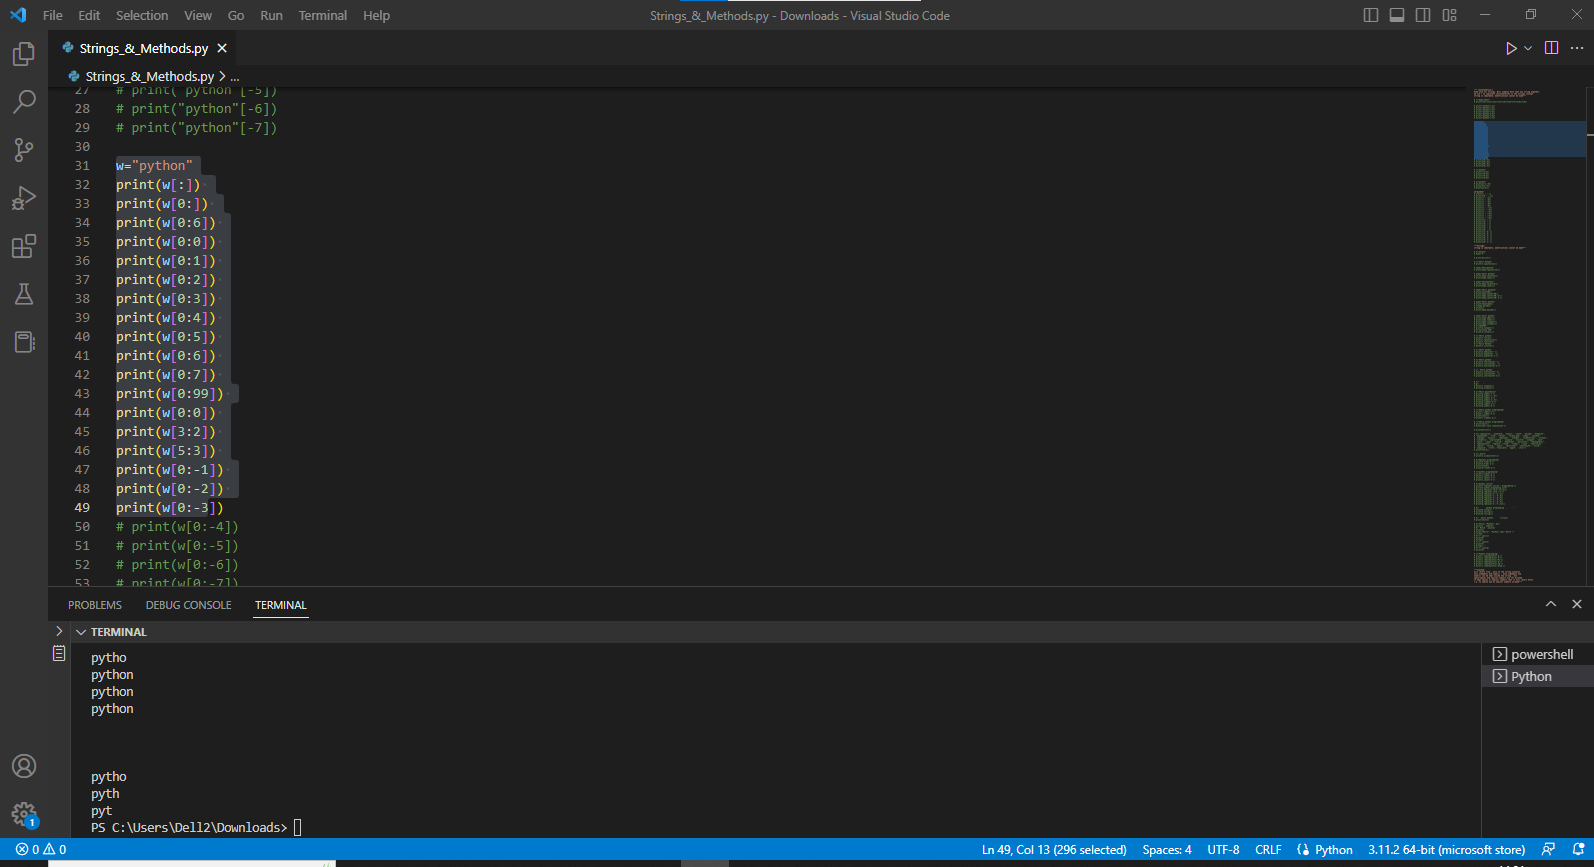 File Edit Selection View Go Run Terminal Help
Strings_&_Methods.py - Downloads - Visual Studio Code
Strings_&_Methods.py
Strings_&_Methods.py > ...
27 # print("python"[-5])
28 # print("python"[-6])
29 # print("python"[-7])
30
31 w="python"
32 print(w[:])
33 print(w[0:])
34 print(w[0:6])
35 print(w[0:0])
36 print(w[0:1])
37 print(w[0:2])
38 print(w[0:3])
39 print(w[0:4])
40 print(w[0:5])
41 print(w[0:6])
42 print(w[0:7])
43 print(w[0:99])
44 print(w[0:0])
45 print(w[3:2])
46 print(w[5:3])
47 print(w[0:-1])
48 print(w[0:-2])
49 print(w[0:-3])
50 # print(w[0:-4])
51 # print(w[0:-5])
52 # print(w[0:-6])
53 # print(w[0:-7])
PROBLEMS DEBUG CONSOLE TERMINAL
TERMINAL
pytho
python
python
python
pytho
pyth
pyt
PS C:\Users\Dell2\Downloads>
powershell
Python
1
0 0
Ln 49, Col 13 (296 selected) Spaces: 4 UTF-8 CRLF Python 3.11.2 64-bit (microsoft store)